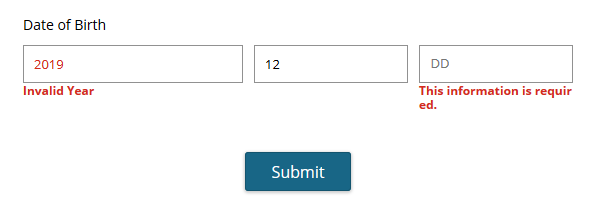 Date of Birth
2019 12 DD
Invalid Year This information is requir
ed.
Submit